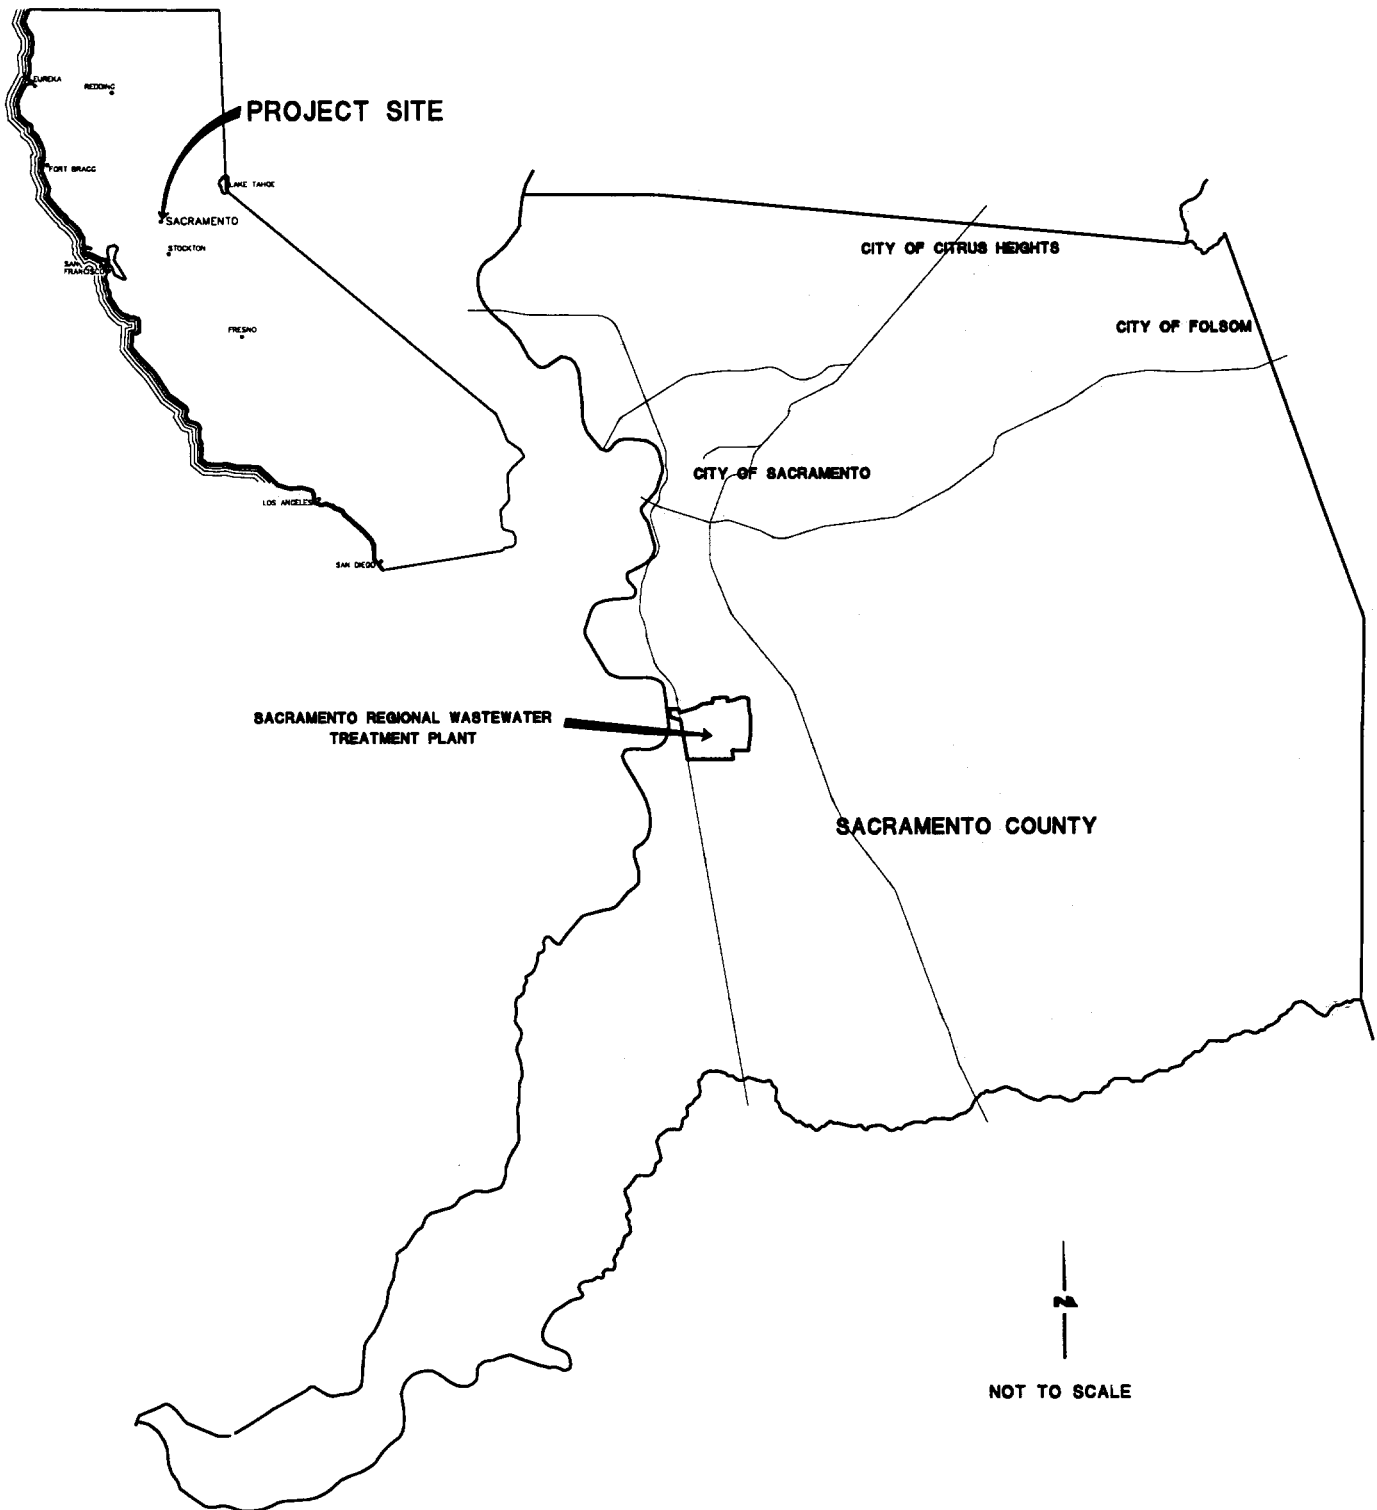 EUREKA
REDDING
PROJECT SITE
FORT BRAGG
LAKE TAHOE
SACRAMENTO
STOCKTON
SAN
FRANCISCO
FRESNO
LOS ANGELES
SAN DIEGO
CITY OF CITRUS HEIGHTS
CITY OF FOLSOM
CITY OF SACRAMENTO
SACRAMENTO REGIONAL WASTEWATER
TREATMENT PLANT
SACRAMENTO COUNTY
N
NOT TO SCALE